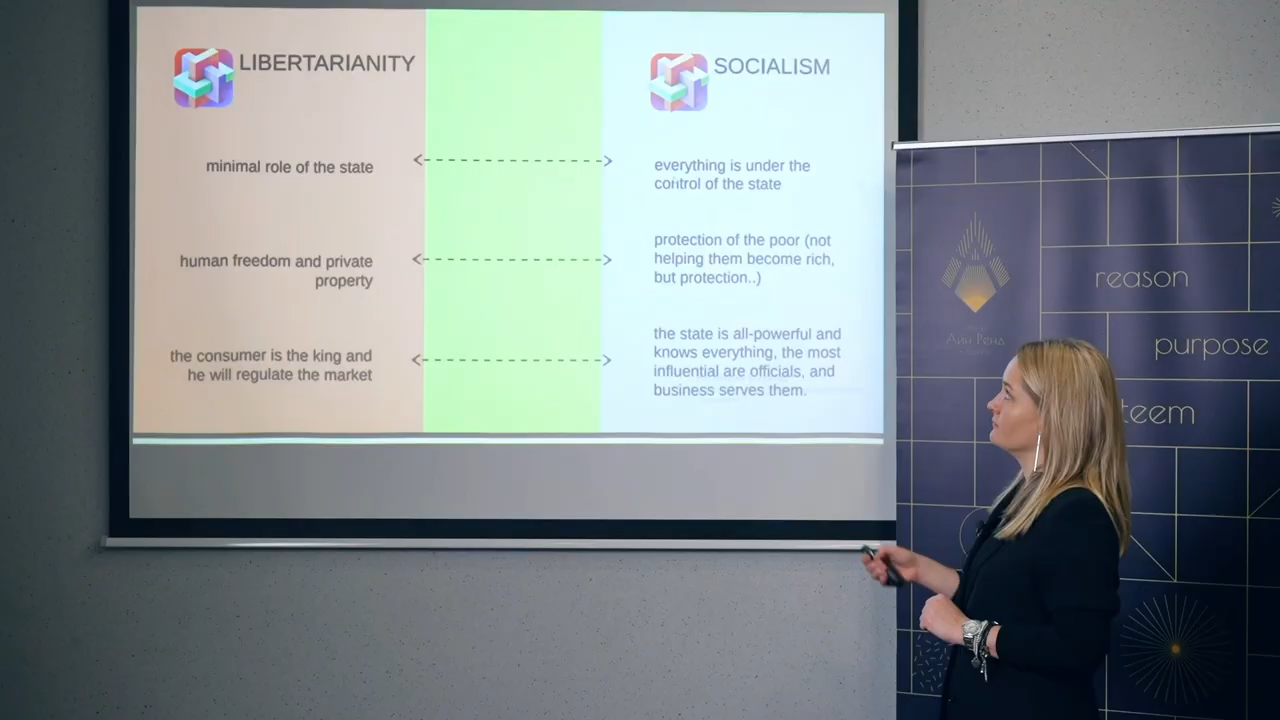 LIBERTARIANITY
minimal role of the state
human freedom and private
property
the consumer is the king and
he will regulate the market
SOCIALISM
everything is under the
control of the state
protection of the poor (not
helping them become rich,
but protection..)
the state is all-powerful and
knows everything, the most
influential are officials, and
business serves them.
Айн Ренд
reason
purpose
teem